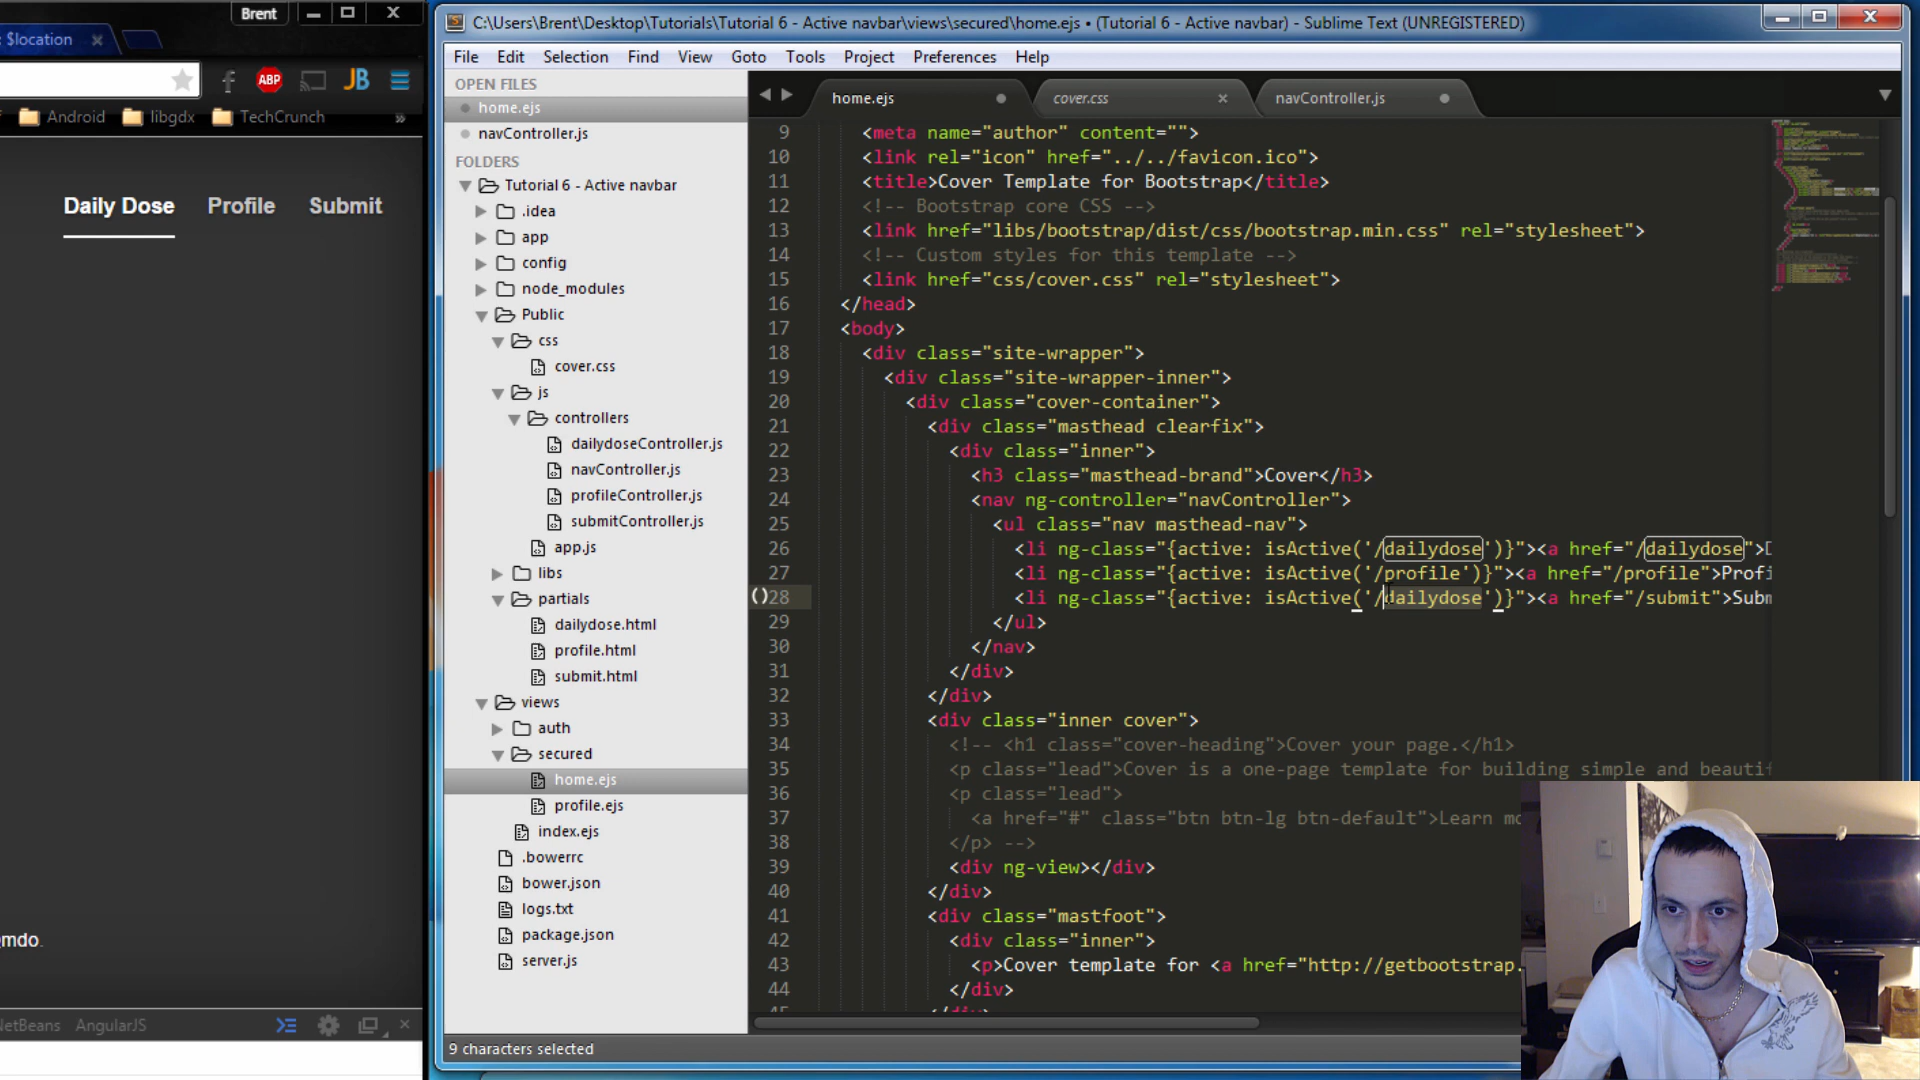 Brent
$location
ABP
JB
Android
libgdx
TechCrunch
»
Daily Dose
Profile
Submit
mdo.
NetBeans
AngularJS
C:\Users\Brent\Desktop\Tutorials\Tutorial 6 - Active navbar\views\secured\home.ejs • (Tutorial 6 - Active navbar) - Sublime Text (UNREGISTERED)
File Edit Selection Find View Goto Tools Project Preferences Help
OPEN FILES
home.ejs
navController.js
FOLDERS
Tutorial 6 - Active navbar
.idea
app
config
node_modules
Public
css
cover.css
js
controllers
dailydoseController.js
navController.js
profileController.js
submitController.js
app.js
libs
partials
dailydose.html
profile.html
submit.html
views
auth
secured
home.ejs
profile.ejs
index.ejs
.bowerrc
bower.json
logs.txt
package.json
server.js
home.ejs
cover.css
navController.js
9 <meta name="author" content="">
10 <link rel="icon" href="../../favicon.ico">
11 <title>Cover Template for Bootstrap</title>
12 <!-- Bootstrap core CSS -->
13 <link href="libs/bootstrap/dist/css/bootstrap.min.css" rel="stylesheet">
14 <!-- Custom styles for this template -->
15 <link href="css/cover.css" rel="stylesheet">
16 </head>
17 <body>
18 <div class="site-wrapper">
19 <div class="site-wrapper-inner">
20 <div class="cover-container">
21 <div class="masthead clearfix">
22 <div class="inner">
23 <h3 class="masthead-brand">Cover</h3>
24 <nav ng-controller="navController">
25 <ul class="nav masthead-nav">
26 <li ng-class="{active: isActive('/dailydose')}"><a href="/dailydose">D
27 <li ng-class="{active: isActive('/profile')}"><a href="/profile">Profi
()28 <li ng-class="{active: isActive('/dailydose')}"><a href="/submit">Subm
29 </ul>
30 </nav>
31 </div>
32 </div>
33 <div class="inner cover">
34 <!-- <h1 class="cover-heading">Cover your page.</h1>
35 <p class="lead">Cover is a one-page template for building simple and beautif
36 <p class="lead">
37 <a href="#" class="btn btn-lg btn-default">Learn mo
38 </p> -->
39 <div ng-view></div>
40 </div>
41 <div class="mastfoot">
42 <div class="inner">
43 <p>Cover template for <a href="http://getbootstrap.
44 </div>
9 characters selected